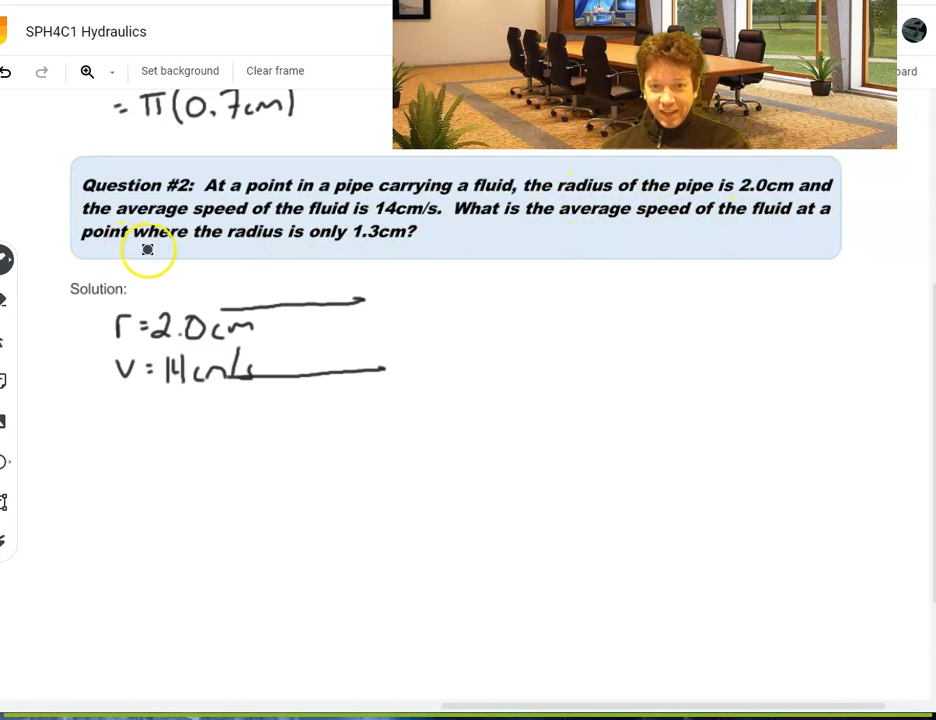 SPH4C1 Hydraulics
Set background Clear frame
= π(0.7cm)
Question #2: At a point in a pipe carrying a fluid, the radius of the pipe is 2.0cm and
the average speed of the fluid is 14cm/s. What is the average speed of the fluid at a
point where the radius is only 1.3cm?
Solution:
r = 2.0cm
v = 14cm/s